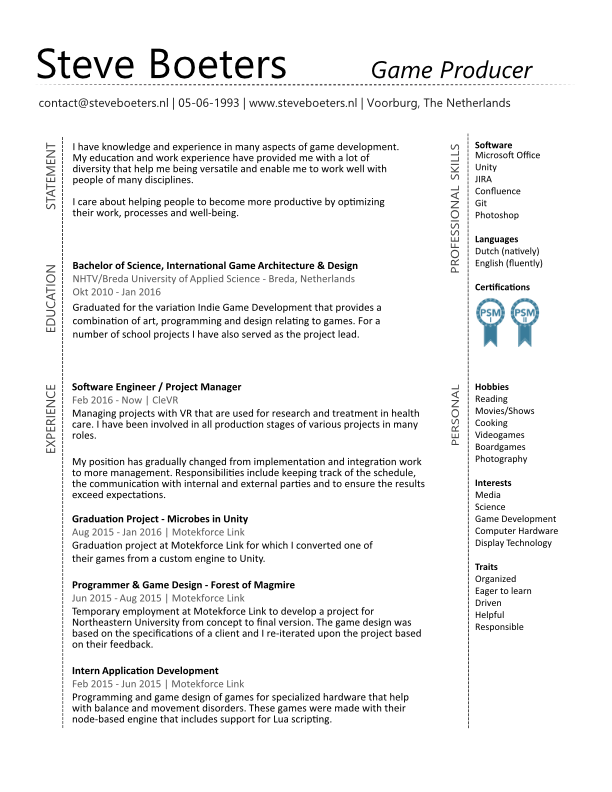 Steve Boeters
Game Producer
contact@steveboeters.nl | 05-06-1993 | www.steveboeters.nl | Voorburg, The Netherlands
STATEMENT
I have knowledge and experience in many aspects of game development.
My education and work experience have provided me with a lot of
diversity that help me being versatile and enable me to work well with
people of many disciplines.
I care about helping people to become more productive by optimizing
their work, processes and well-being.
EDUCATION
Bachelor of Science, International Game Architecture & Design
NHTV/Breda University of Applied Science - Breda, Netherlands
Okt 2010 - Jan 2016
Graduated for the variation Indie Game Development that provides a
combination of art, programming and design relating to games. For a
number of school projects I have also served as the project lead.
EXPERIENCE
Software Engineer / Project Manager
Feb 2016 - Now | CleVR
Managing projects with VR that are used for research and treatment in health
care. I have been involved in all production stages of various projects in many
roles.
My position has gradually changed from implementation and integration work
to more management. Responsibilities include keeping track of the schedule,
the communication with internal and external parties and to ensure the results
exceed expectations.
Graduation Project - Microbes in Unity
Aug 2015 - Jan 2016 | Motekforce Link
Graduation project at Motekforce Link for which I converted one of
their games from a custom engine to Unity.
Programmer & Game Design - Forest of Magmire
Jun 2015 - Aug 2015 | Motekforce Link
Temporary employment at Motekforce Link to develop a project for
Northeastern University from concept to final version. The game design was
based on the specifications of a client and I re-iterated upon the project based
on their feedback.
Intern Application Development
Feb 2015 - Jun 2015 | Motekforce Link
Programming and game design of games for specialized hardware that help
with balance and movement disorders. These games were made with their
node-based engine that includes support for Lua scripting.
PROFESSIONAL SKILLS
Software
Microsoft Office
Unity
JIRA
Confluence
Git
Photoshop
Languages
Dutch (natively)
English (fluently)
Certifications
PSM
I
PSM
II
PERSONAL
Hobbies
Reading
Movies/Shows
Cooking
Videogames
Boardgames
Photography
Interests
Media
Science
Game Development
Computer Hardware
Display Technology
Traits
Organized
Eager to learn
Driven
Helpful
Responsible